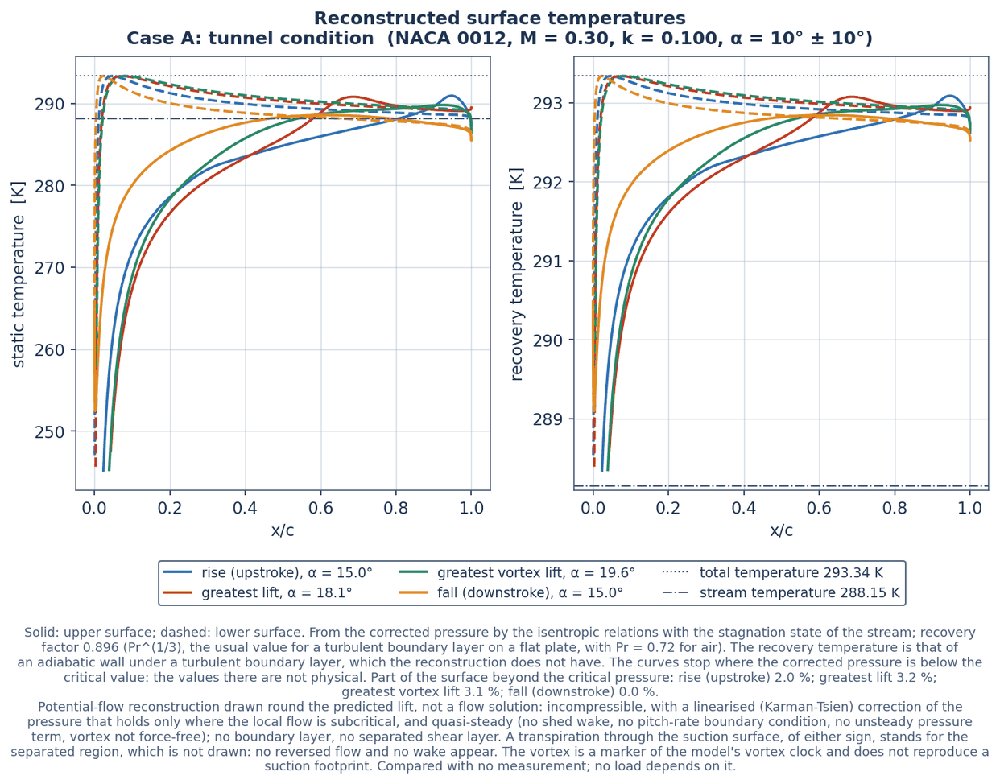 Reconstructed surface temperatures
Case A: tunnel condition  (NACA 0012, M = 0.30, k = 0.100, α = 10° ± 10°)
static temperature [K]
290
280
270
260
250
0.0 0.2 0.4 0.6 0.8 1.0
x/c
recovery temperature [K]
293
292
291
290
289
0.0 0.2 0.4 0.6 0.8 1.0
x/c
rise (upstroke), α = 15.0°
greatest lift, α = 18.1°
greatest vortex lift, α = 19.6°
fall (downstroke), α = 15.0°
total temperature 293.34 K
stream temperature 288.15 K
Solid: upper surface; dashed: lower surface. From the corrected pressure by the isentropic relations with the stagnation state of the stream; recovery
factor 0.896 (Pr^(1/3), the usual value for a turbulent boundary layer on a flat plate, with Pr = 0.72 for air). The recovery temperature is that of
an adiabatic wall under a turbulent boundary layer, which the reconstruction does not have. The curves stop where the corrected pressure is below the
critical value: the values there are not physical. Part of the surface beyond the critical pressure: rise (upstroke) 2.0 %; greatest lift 3.2 %;
greatest vortex lift 3.1 %; fall (downstroke) 0.0 %.
Potential-flow reconstruction drawn round the predicted lift, not a flow solution: incompressible, with a linearised (Karman-Tsien) correction of the
pressure that holds only where the local flow is subcritical, and quasi-steady (no shed wake, no pitch-rate boundary condition, no unsteady pressure
term, vortex not force-free); no boundary layer, no separated shear layer. A transpiration through the suction surface, of either sign, stands for the
separated region, which is not drawn: no reversed flow and no wake appear. The vortex is a marker of the model's vortex clock and does not reproduce a
suction footprint. Compared with no measurement; no load depends on it.